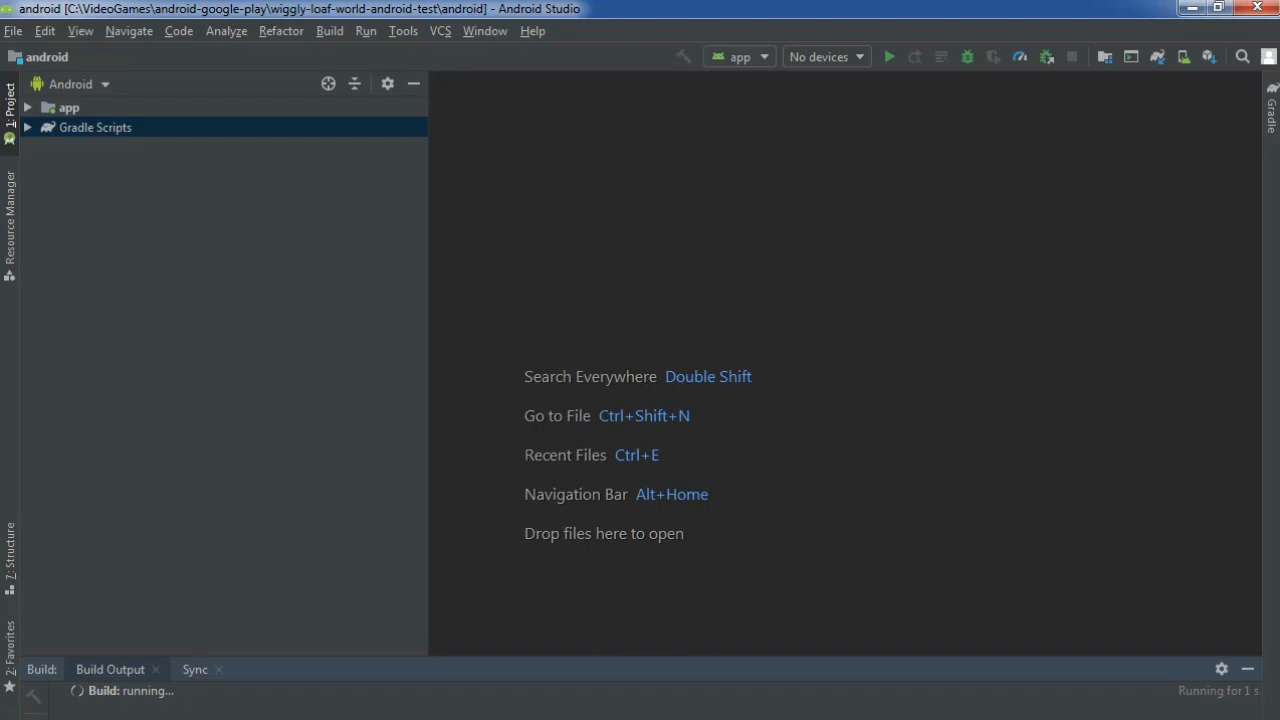 android [C:\VideoGames\android-google-play\wiggly-loaf-world-android-test\android] - Android Studio
File Edit View Navigate Code Analyze Refactor Build Run Tools VCS Window Help
android
app
No devices
1: Project
Android
app
Gradle Scripts
Gradle
Resource Manager
Search Everywhere Double Shift
Go to File Ctrl+Shift+N
Recent Files Ctrl+E
Navigation Bar Alt+Home
Drop files here to open
7: Structure
2: Favorites
Build: Build Output Sync
Build: running... Running for 1 s